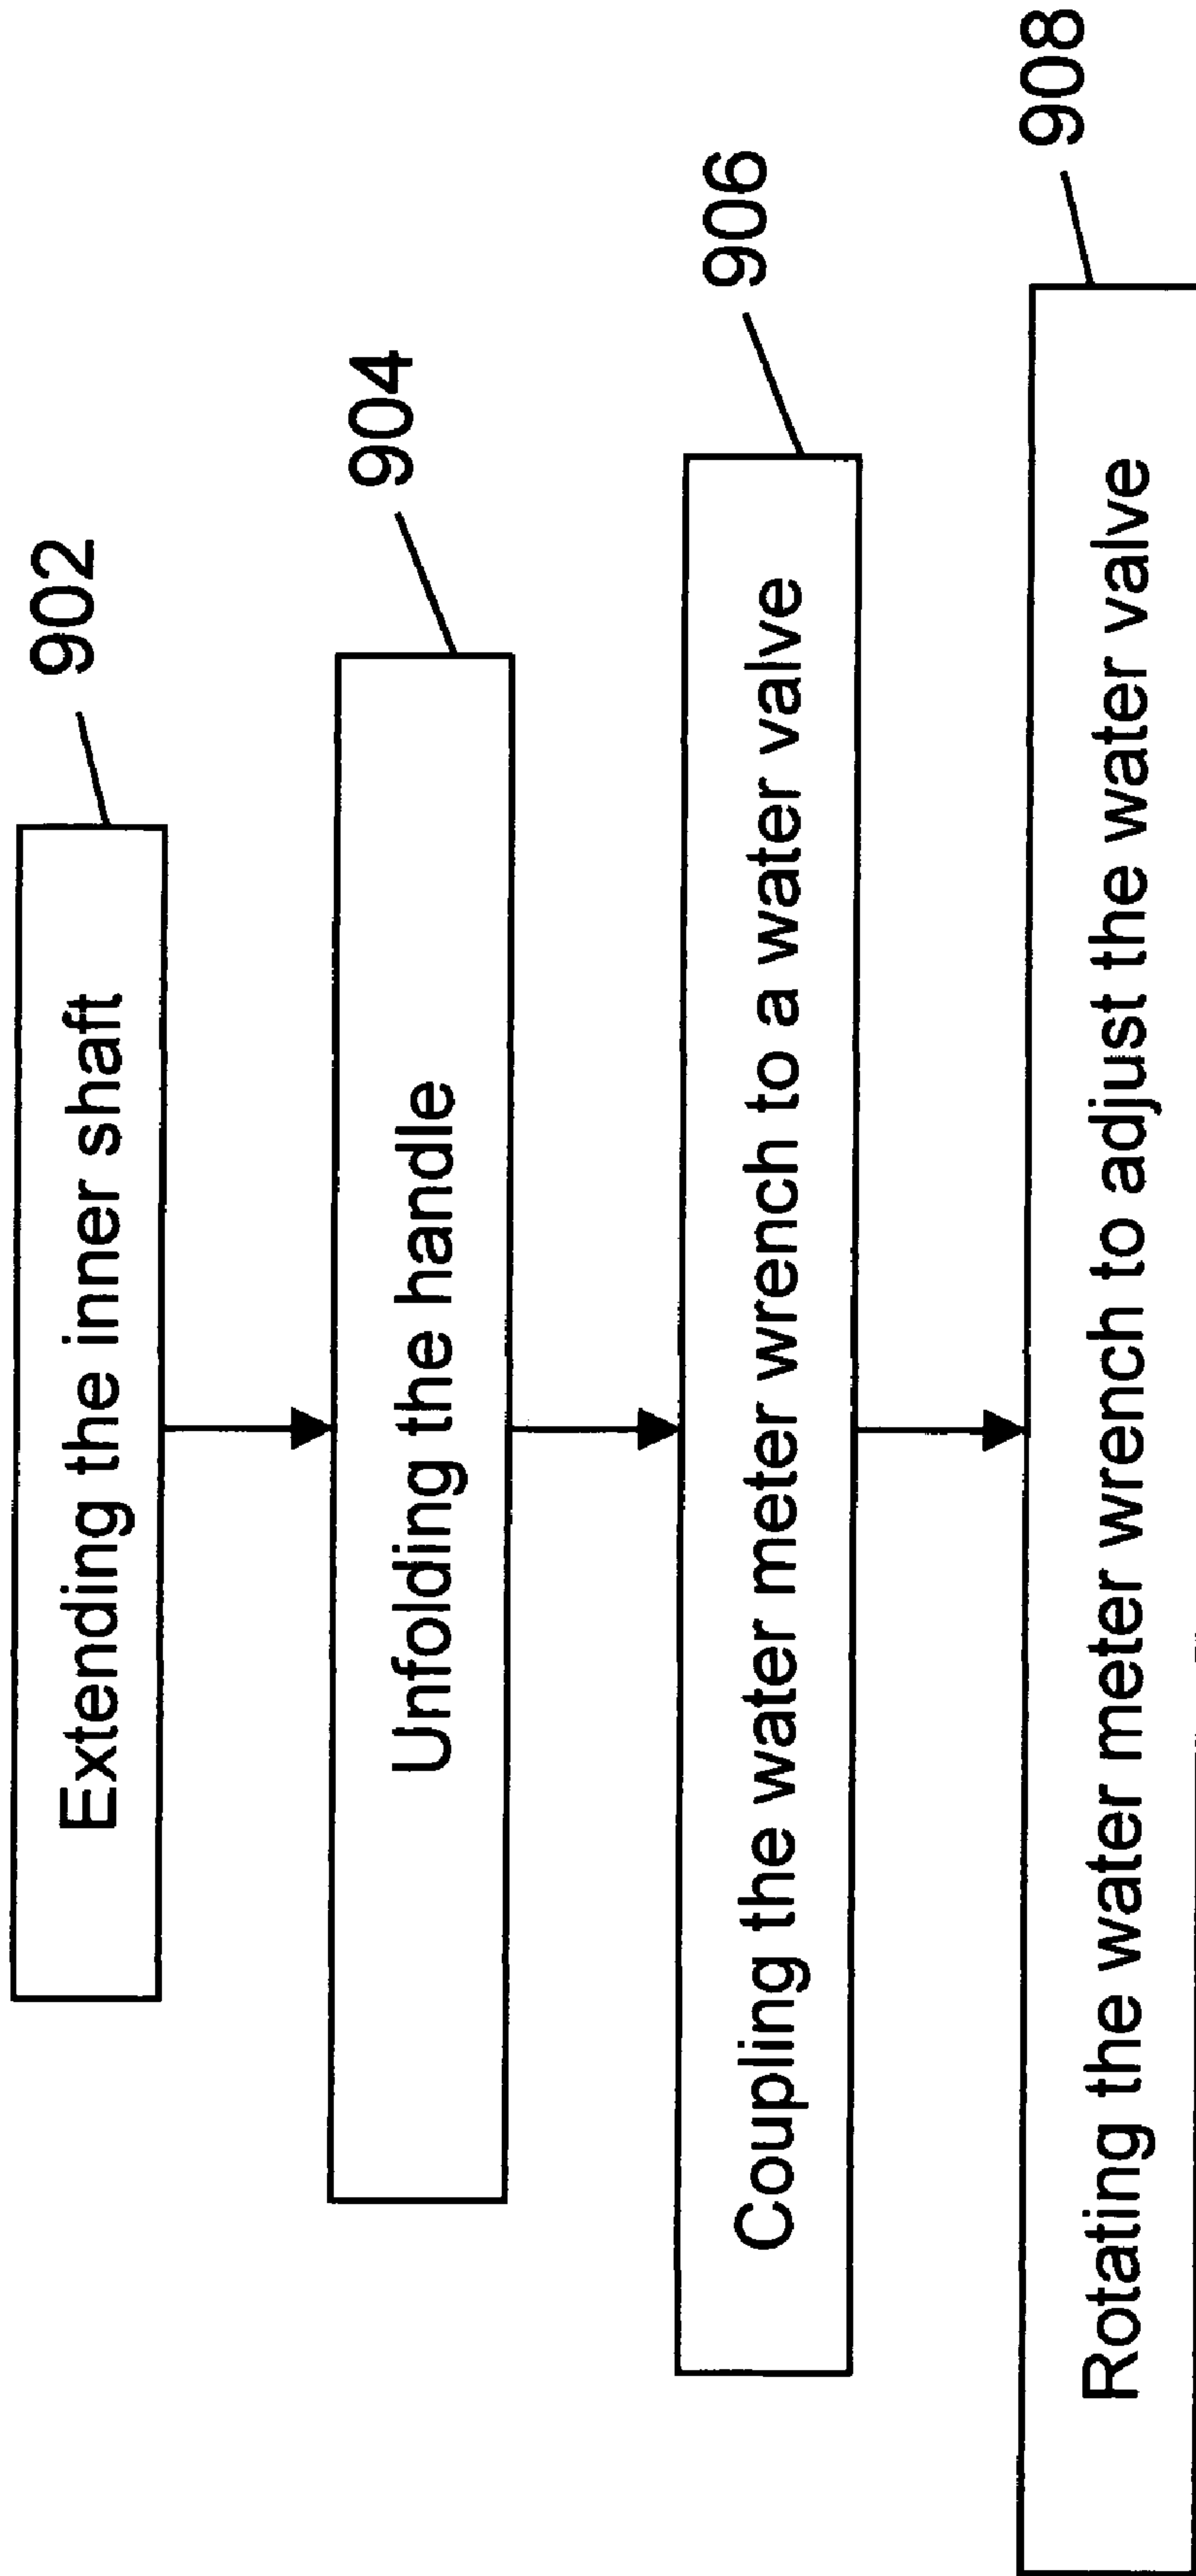 Extending the inner shaft
902
Unfolding the handle
904
Coupling the water meter wrench to a water valve
906
Rotating the water meter wrench to adjust the water valve
908